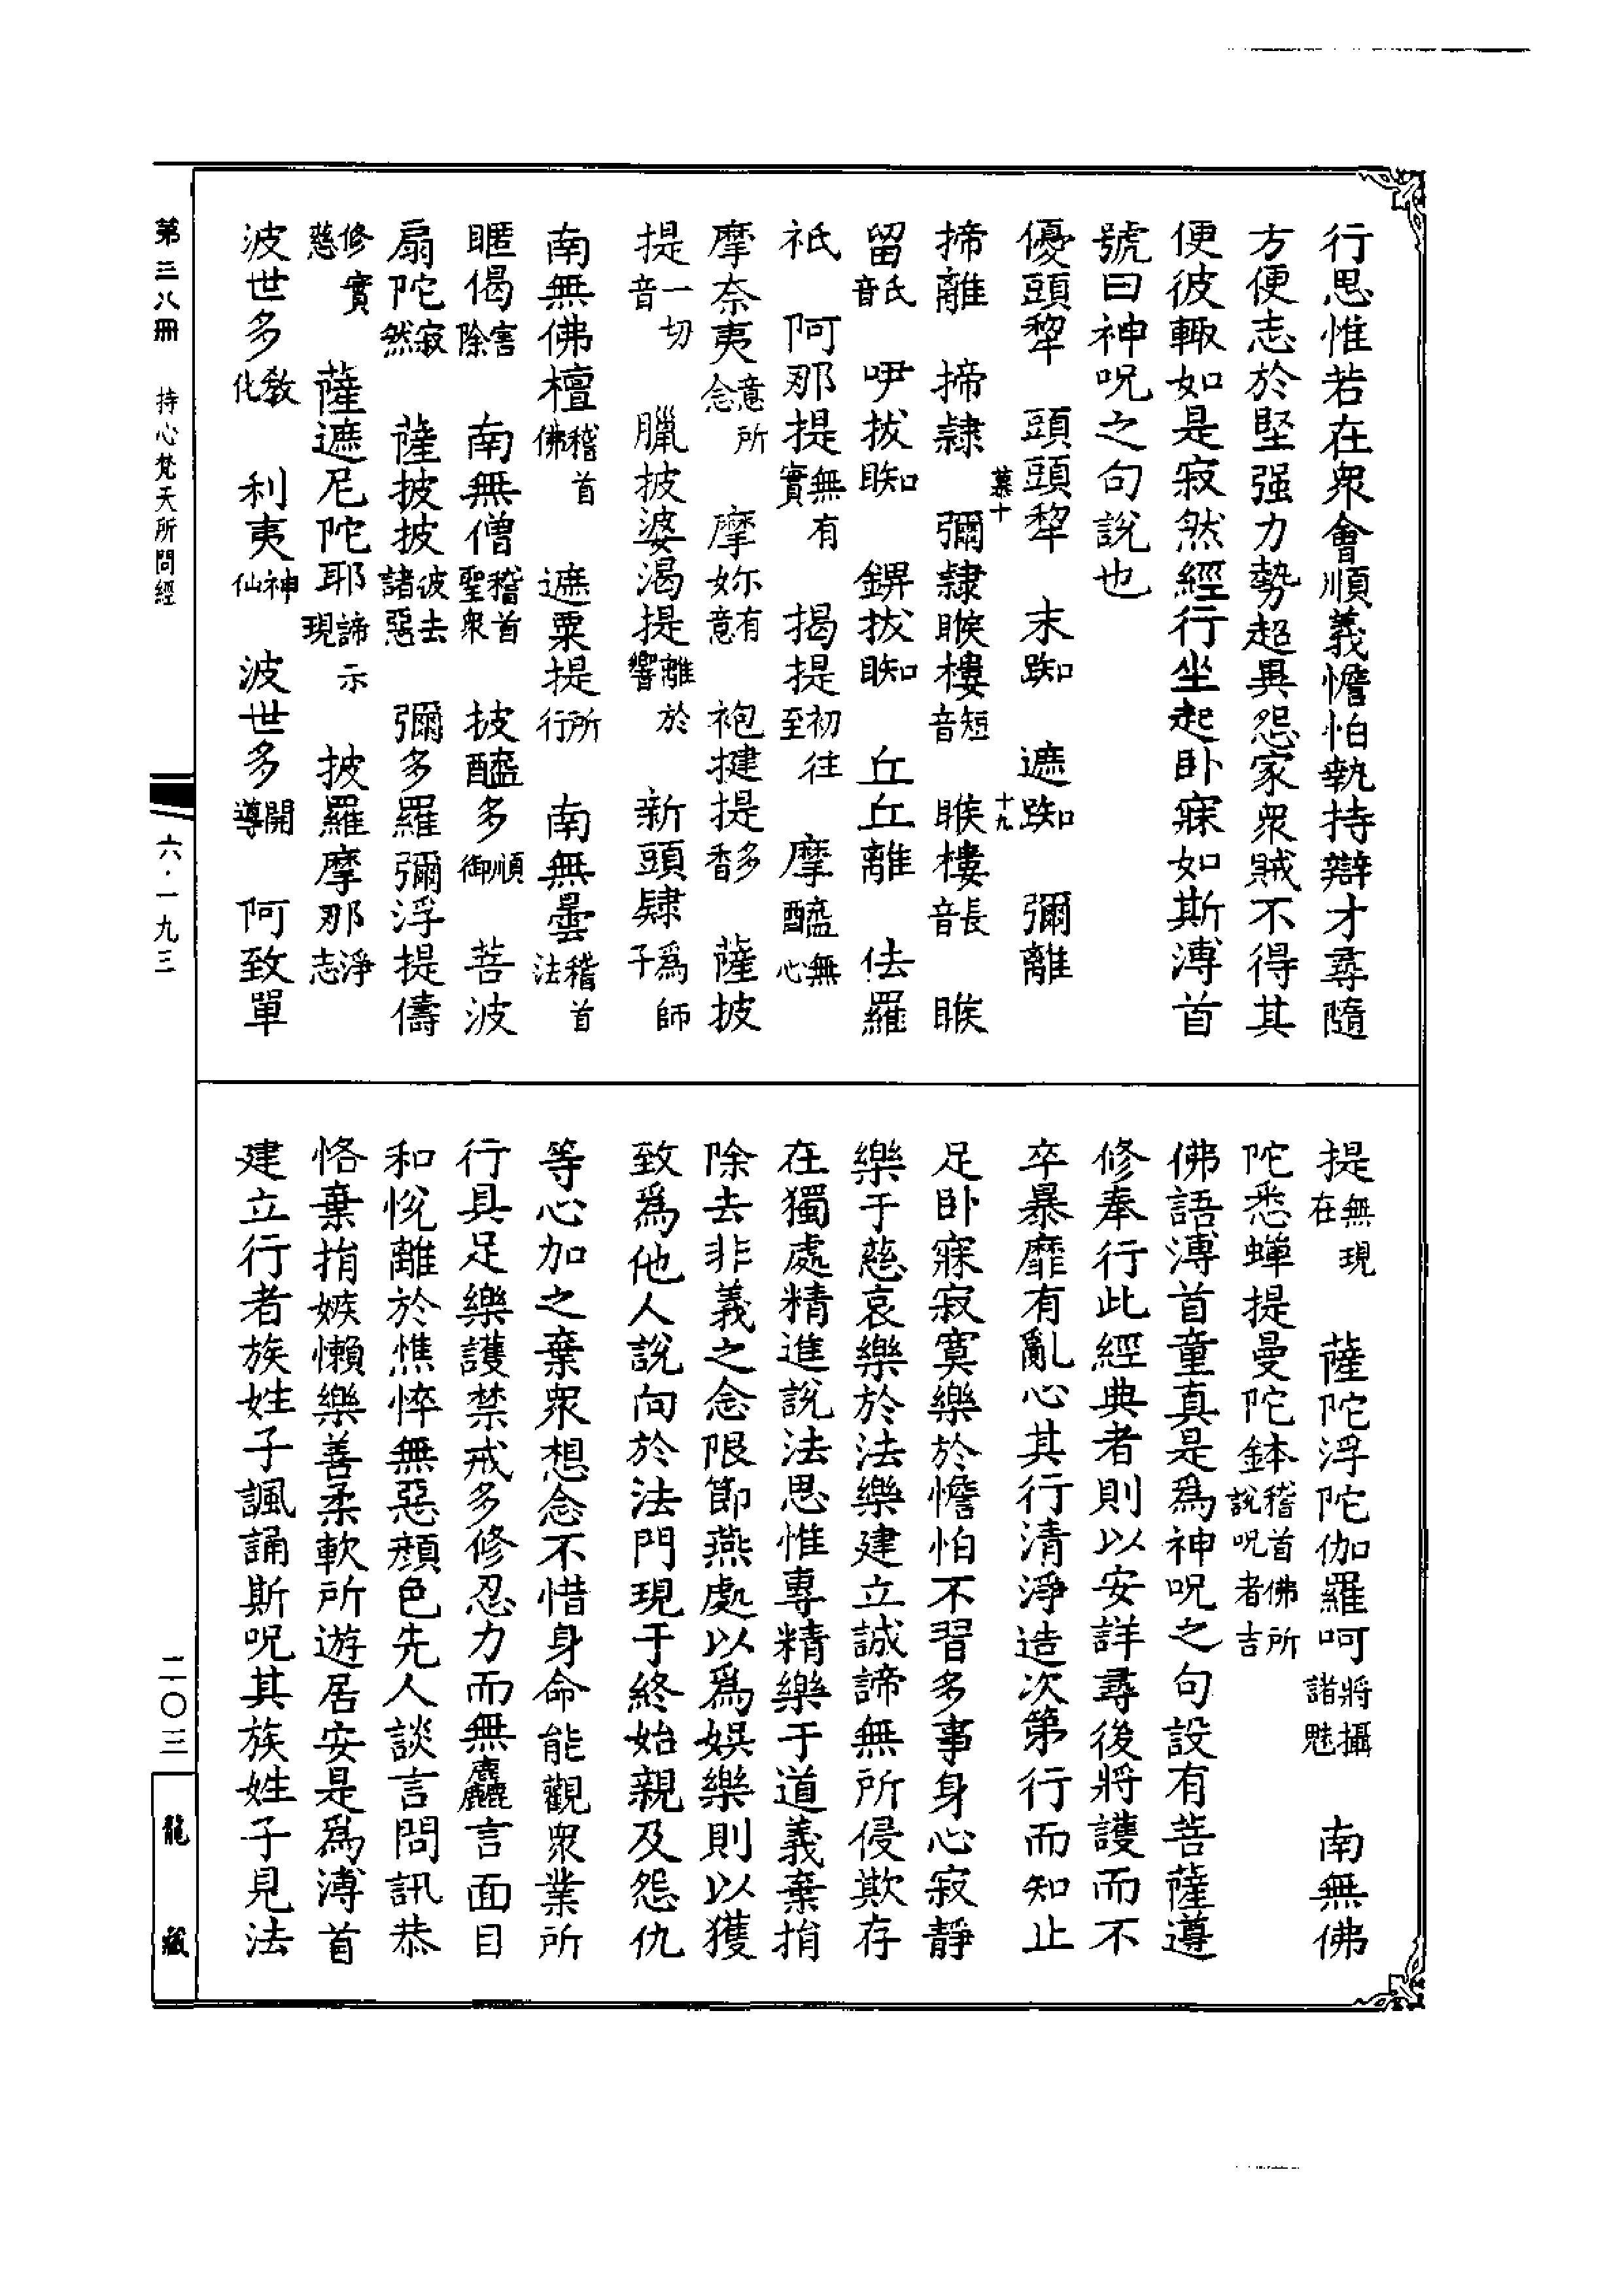 行思惟若在衆會順義憺怕執持辯才尋隨
方便志於堅强力勢超異怨家衆賊不得其
便彼輙如是寂然經行坐起卧寐如斯溥首
號曰神呪之句說也
優頭犂 頭頭犂 末䟡 遮䟡 彌離
慕十
十九
揥離 揥隷 彌隷睺樓短音 睺樓長音 睺
留氏音 咿拔 鎅拔 丘丘離 佉羅
祇 阿那提無有實 揭提初往至 摩醯無心
摩奈夷意所念 摩妳有意 袍揵提多香 薩披
提一切音 臘披婆渴提離於響 新頭肄爲師子
南無佛檀稽首佛 遮粟提所行 南無曇稽首法
匿偈害除 南無僧稽首聖衆 披醯多順御 菩波
扇陀寂然 薩披披彼去諸惡 彌多羅彌浮提儔
修實慈 薩遮尼陀耶諦示現 披羅摩那淨志
波世多教化 利夷神仙 波世多開導 阿致單
提無現在 薩陀浮陀伽羅呵將攝諸魅 南無佛
陀悉蟬提曼陀鉢稽首佛所說呪者吉
佛語溥首童真是爲神呪之句設有菩薩遵
修奉行此經典者則以安詳尋後將護而不
卒暴靡有亂心其行清淨造次第行而知止
足卧寐寂寞樂於憺怕不習多事身心寂靜
樂于慈哀樂於法樂建立誠諦無所侵欺存
在獨處精進說法思惟專精樂于道義棄捐
除去非義之念限節燕處以爲娛樂則以獲
致爲他人說向於法門現于終始親及怨仇
等心加之棄衆想念不惜身命能觀衆業所
行具足樂護禁戒多修忍力而無麤言面目
和悅離於憔悴無惡顏色先人談言問訊恭
恪棄捐嫉懶樂善柔軟所遊居安是爲溥首
建立行者族姓子諷誦斯呪其族姓子見法
第三八冊 持心梵天所問經
六·一九三
二〇三
龍藏